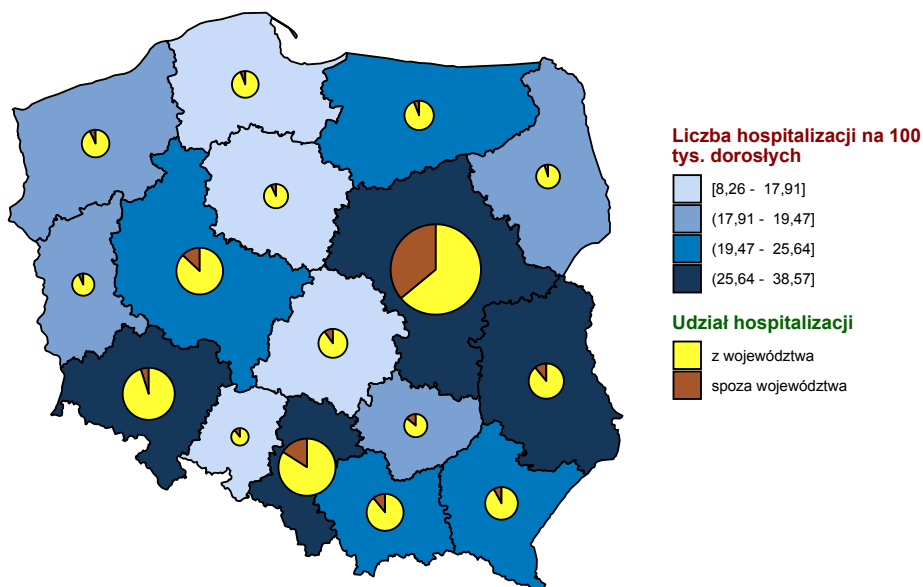 Liczba hospitalizacji na 100
tys. dorosłych
[8,26 - 17,91]
(17,91 - 19,47]
(19,47 - 25,64]
(25,64 - 38,57]
Udział hospitalizacji
z województwa
spoza województwa